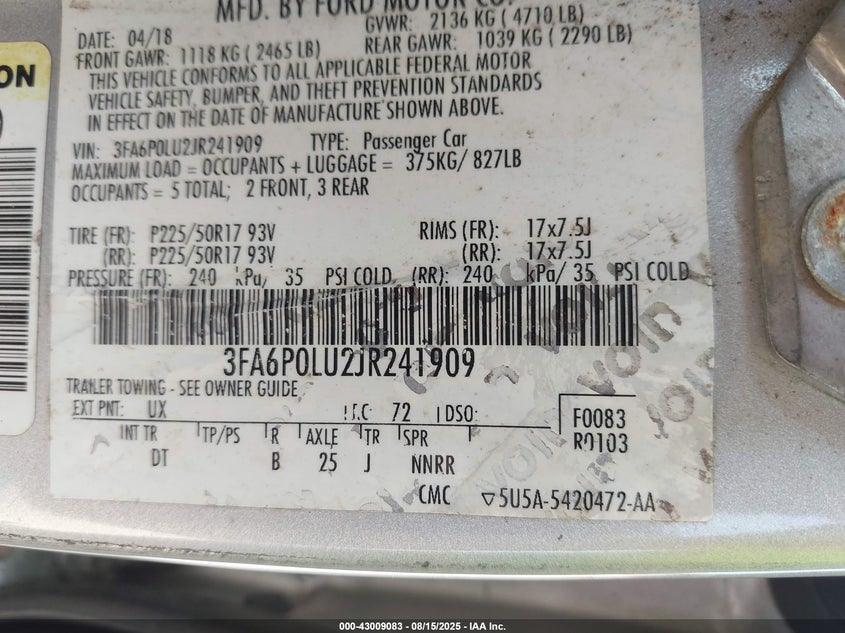 MFD. BY FORD MOTOR CO.
DATE: 04/18 GVWR: 2136 KG ( 4710 LB)
FRONT GAWR: 1118 KG ( 2465 LB) REAR GAWR: 1039 KG ( 2290 LB)
THIS VEHICLE CONFORMS TO ALL APPLICABLE FEDERAL MOTOR
VEHICLE SAFETY, BUMPER, AND THEFT PREVENTION STANDARDS
IN EFFECT ON THE DATE OF MANUFACTURE SHOWN ABOVE.
VIN: 3FA6P0LU2JR241909 TYPE: Passenger Car
MAXIMUM LOAD = OCCUPANTS + LUGGAGE = 375KG/ 827LB
OCCUPANTS = 5 TOTAL; 2 FRONT, 3 REAR
TIRE (FR): P225/50R17 93V RIMS (FR): 17x7.5J
(RR): P225/50R17 93V (RR): 17x7.5J
PRESSURE (FR): 240 kPa/ 35 PSI COLD (RR): 240 kPa/ 35 PSI COLD
3FA6P0LU2JR241909
TRAILER TOWING - SEE OWNER GUIDE
EXT PNT: UX 72 DSO: F0083
INT TR TP/PS R AXLE TR SPR R0103
DT B 25 J NNRR
CMC ▽5U5A-5420472-AA
VOID VOID VOID
ON
000-43009083 - 08/15/2025 - IAA Inc.